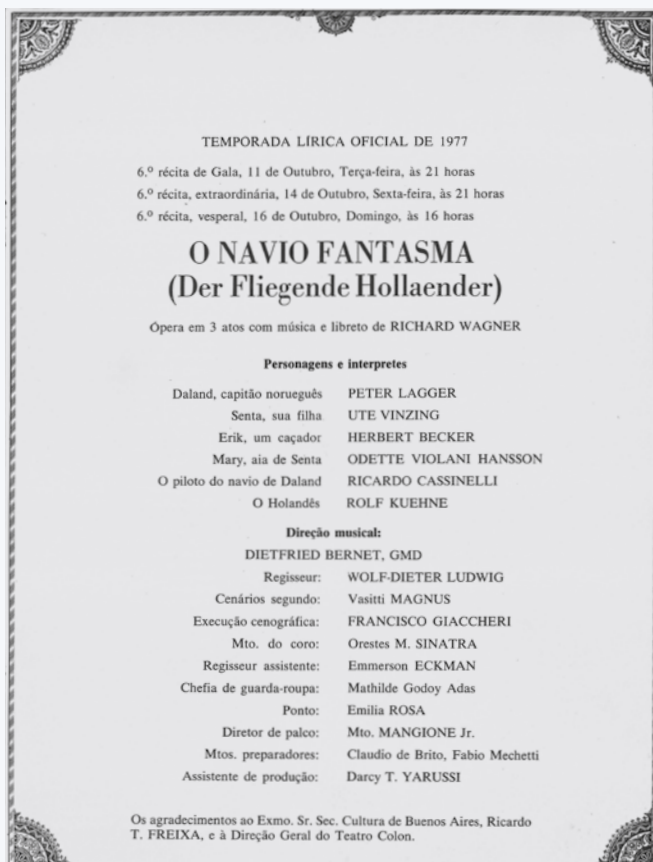 TEMPORADA LÍRICA OFICIAL DE 1977
6.º récita de Gala, 11 de Outubro, Terça-feira, às 21 horas
6.º récita, extraordinária, 14 de Outubro, Sexta-feira, às 21 horas
6.º récita, vesperal, 16 de Outubro, Domingo, às 16 horas
O NAVIO FANTASMA
(Der Fliegende Hollaender)
Ópera em 3 atos com música e libreto de RICHARD WAGNER
Personagens e interpretes
Daland, capitão norueguês PETER LAGGER
Senta, sua filha UTE VINZING
Erik, um caçador HERBERT BECKER
Mary, aia de Senta ODETTE VIOLANI HANSSON
O piloto do navio de Daland RICARDO CASSINELLI
O Holandês ROLF KUEHNE
Direção musical:
DIETFRIED BERNET, GMD
Regisseur: WOLF-DIETER LUDWIG
Cenários segundo: Vasitti MAGNUS
Execução cenográfica: FRANCISCO GIACCHERI
Mto. do coro: Orestes M. SINATRA
Regisseur assistente: Emmerson ECKMAN
Chefia de guarda-roupa: Mathilde Godoy Adas
Ponto: Emilia ROSA
Diretor de palco: Mto. MANGIONE Jr.
Mtos. preparadores: Claudio de Brito, Fabio Mechetti
Assistente de produção: Darcy T. YARUSSI
Os agradecimentos ao Exmo. Sr. Sec. Cultura de Buenos Aires, Ricardo
T. FREIXA, e à Direção Geral do Teatro Colon.